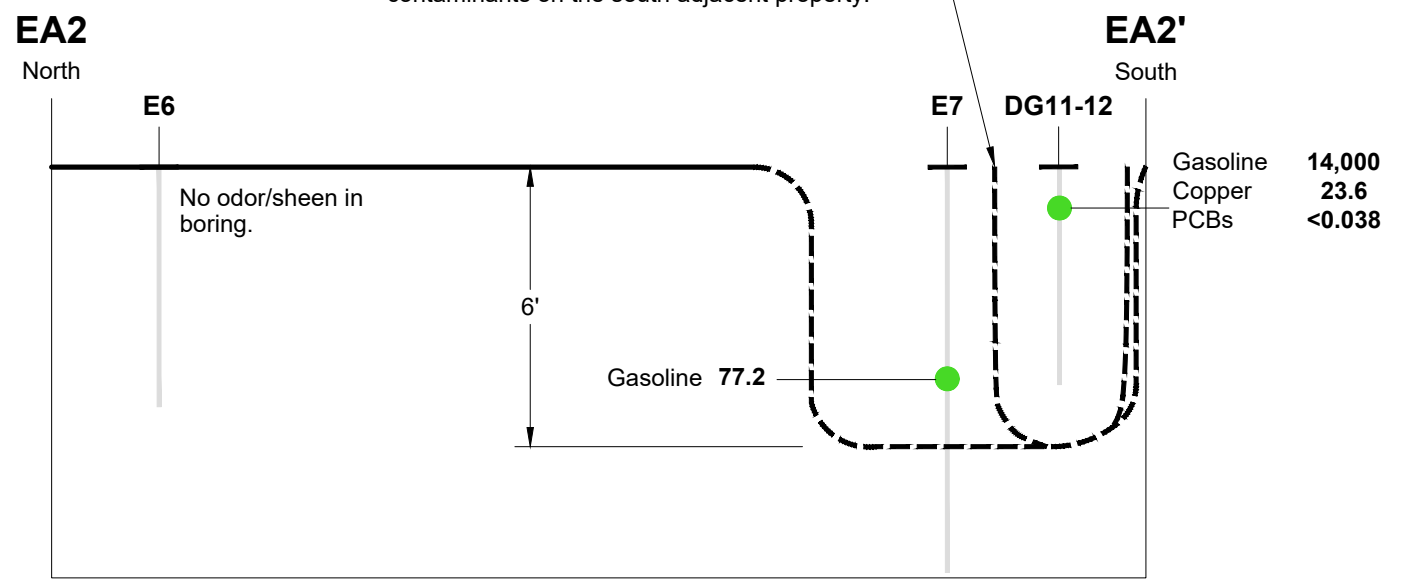 contaminants on the south adjacent property.
EA2
EA2'
North
South
E6
E7
DG11-12
Gasoline 14,000
Copper 23.6
PCBs <0.038
No odor/sheen in
boring.
6'
Gasoline 77.2